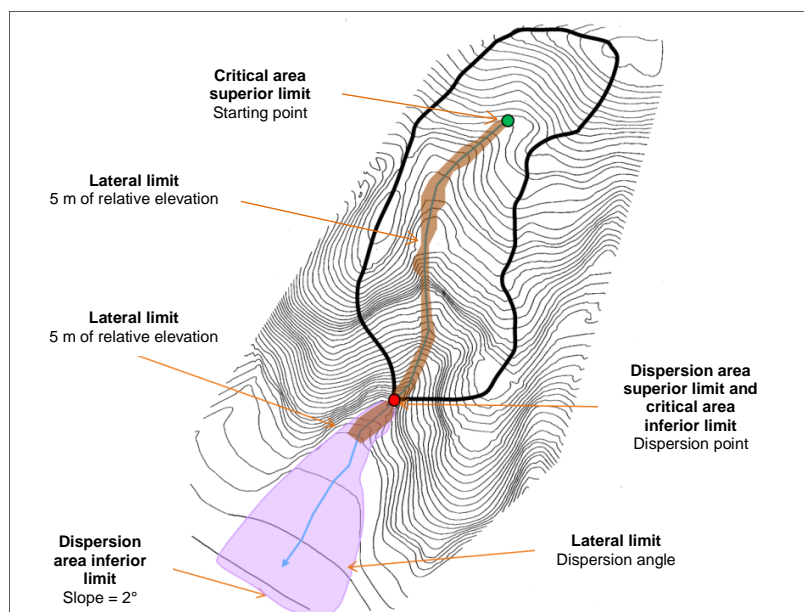 Critical area
superior limit
Starting point
Lateral limit
5 m of relative elevation
Lateral limit
5 m of relative elevation
Dispersion area
superior limit and
critical area
inferior limit
Dispersion point
Dispersion
area inferior
limit
Slope = 2°
Lateral limit
Dispersion angle